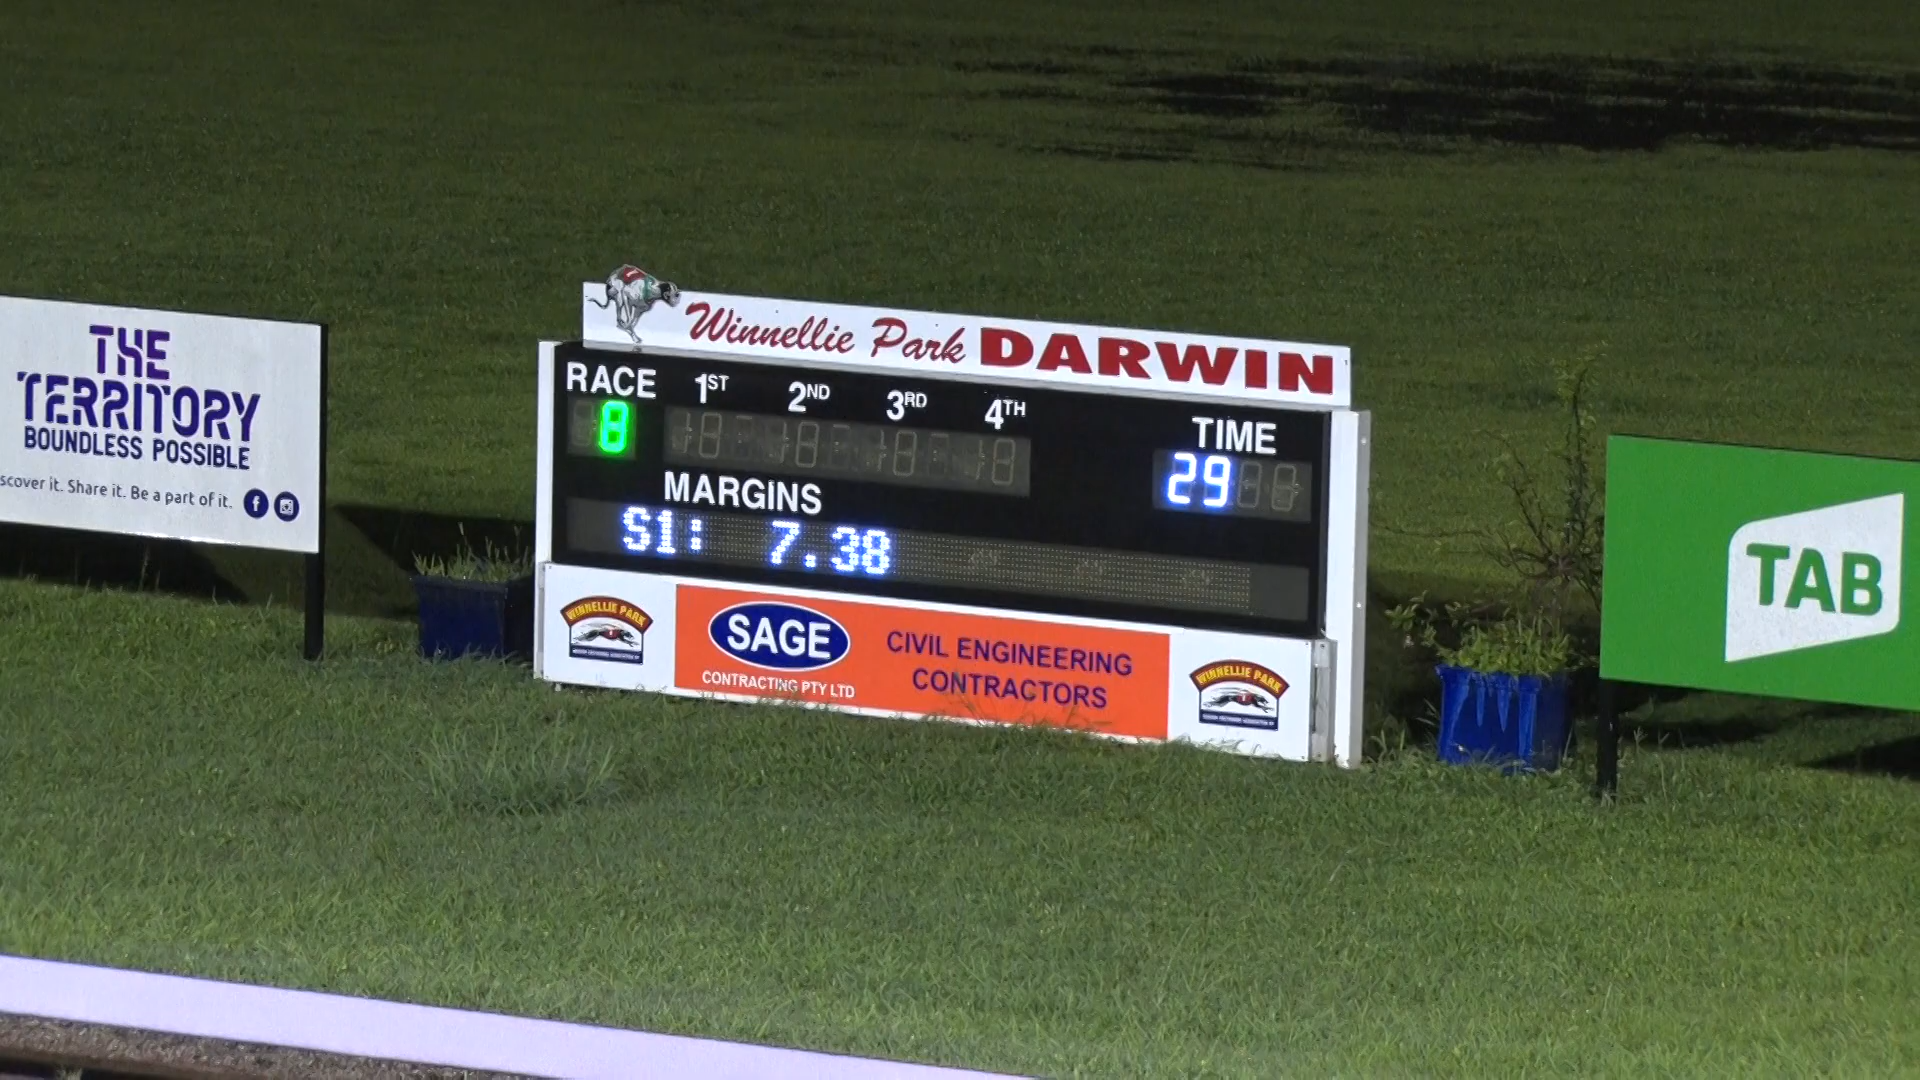 THE
TERRITORY
BOUNDLESS POSSIBLE
scover it. Share it. Be a part of it.
Winnellie Park DARWIN
RACE 1ST 2ND 3RD 4TH TIME
8 29
MARGINS
S1: 7.38
WINNELLIE PARK
SAGE
CONTRACTING PTY LTD
CIVIL ENGINEERING
CONTRACTORS
WINNELLIE PARK
TAB